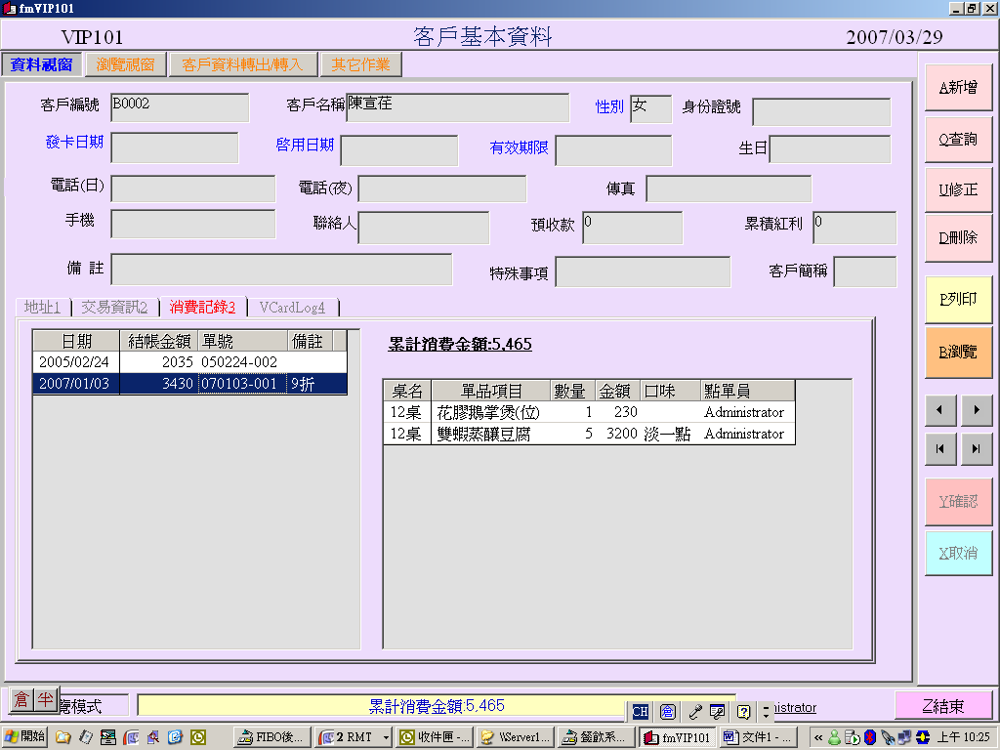 fmVIP101
VIP101 客戶基本資料 2007/03/29
資料視窗 瀏覽視窗 客戶資料轉出/轉入 其它作業
客戶編號 B0002 客戶名稱 陳宣荏 性別 女 身份證號
發卡日期 啓用日期 有效期限 生日
電話(日) 電話(夜) 傳真
手機 聯絡人 預收款 0 累積紅利 0
備 註 特殊事項 客戶簡稱
地址1 交易資訊2 消費記錄3 VCardLog4
日期 結帳金額 單號 備註
2005/02/24 2035 050224-002
2007/01/03 3430 070103-001 9折
累計消費金額:5,465
桌名 單品項目 數量 金額 口味 點單員
12桌 花膠鵝掌煲(位) 1 230 Administrator
12桌 雙蝦蒸釀豆腐 5 3200 淡一點 Administrator
A新增
Q查詢
U修正
D刪除
P列印
B瀏覽
Y確認
X取消
倉 半 覽模式 累計消費金額:5,465 CH 倉 inistrator Z結束
開始 FIBO後... 2 RMT 收件匣 -... \\Server1... 餐飲系... fmVIP101 文件1 - ... « 上午 10:25